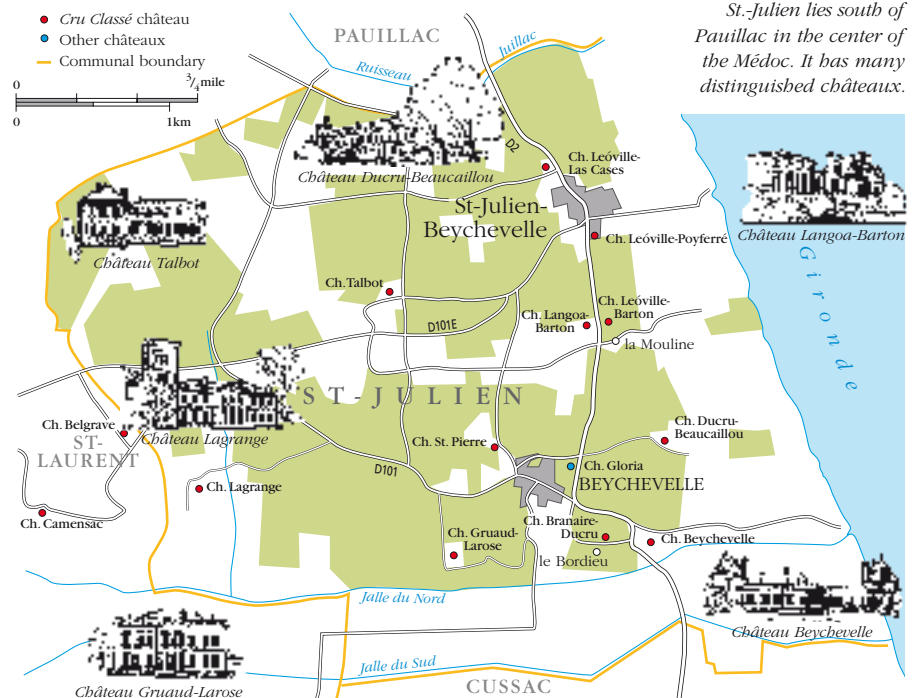 Cru Classé château
Other châteaux
Communal boundary
0 3/4 mile
0 1km
St.-Julien lies south of
Pauillac in the center of
the Médoc. It has many
distinguished châteaux.
PAUILLAC
Ruisseau
Juillac
D2
Château Ducru-Beaucaillou
Ch. Leóville-
Las Cases
St-Julien-
Beychevelle
Château Langoa-Barton
Ch. Leóville-Poyferré
Château Talbot
Gironde
Ch. Talbot
Ch. Leóville-
Barton
Ch. Langoa-
Barton
D101E
la Mouline
ST-JULIEN
Ch. Belgrave
Château Lagrange
ST-
LAURENT
Ch. Ducru-
Beaucaillou
Ch. St. Pierre
D101
Ch. Gloria
BEYCHEVELLE
Ch. Lagrange
Ch. Camensac
Ch. Gruaud-
Larose
Ch. Branaire-
Ducru
Ch. Beychevelle
le Bordieu
Jalle du Nord
Château Beychevelle
Jalle du Sud
CUSSAC
Château Gruaud-Larose